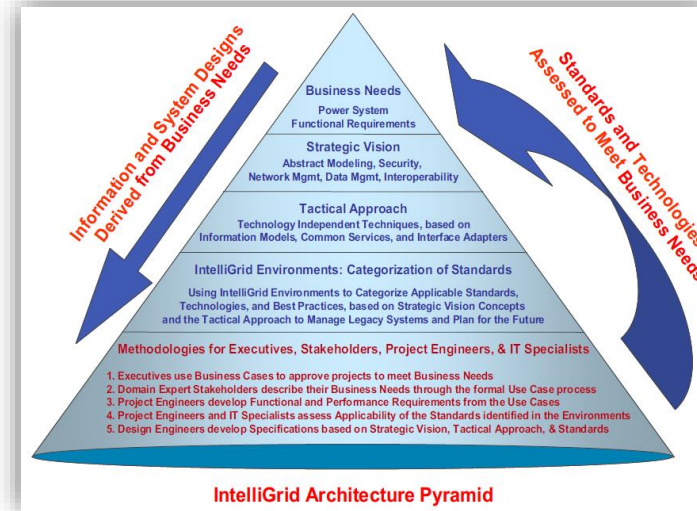 Information and System Designs
Derived from Business Needs
Standards and Technologies
Assessed to Meet Business Needs
Business Needs
Power System
Functional Requirements
Strategic Vision
Abstract Modeling, Security,
Network Mgmt, Data Mgmt, Interoperability
Tactical Approach
Technology Independent Techniques, based on
Information Models, Common Services, and Interface Adapters
IntelliGrid Environments: Categorization of Standards
Using IntelliGrid Environments to Categorize Applicable Standards,
Technologies, and Best Practices, based on Strategic Vision Concepts
and the Tactical Approach to Manage Legacy Systems and Plan for the Future
Methodologies for Executives, Stakeholders, Project Engineers, & IT Specialists
1. Executives use Business Cases to approve projects to meet Business Needs
2. Domain Expert Stakeholders describe their Business Needs through the formal Use Case process
3. Project Engineers develop Functional and Performance Requirements from the Use Cases
4. Project Engineers and IT Specialists assess Applicability of the Standards identified in the Environments
5. Design Engineers develop Specifications based on Strategic Vision, Tactical Approach, & Standards
IntelliGrid Architecture Pyramid